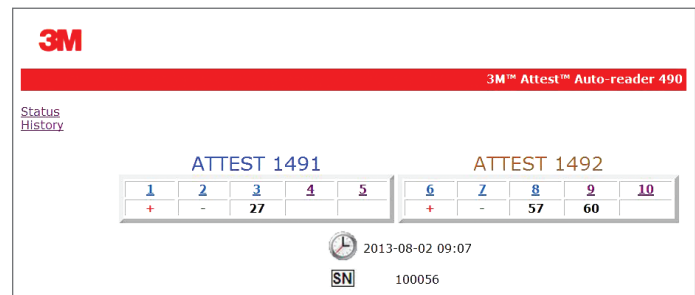 3M
3M™ Attest™ Auto-reader 490
Status
History
ATTEST 1491 ATTEST 1492
1 2 3 4 5 6 7 8 9 10
+ - 27 + - 57 60
2013-08-02 09:07
SN 100056